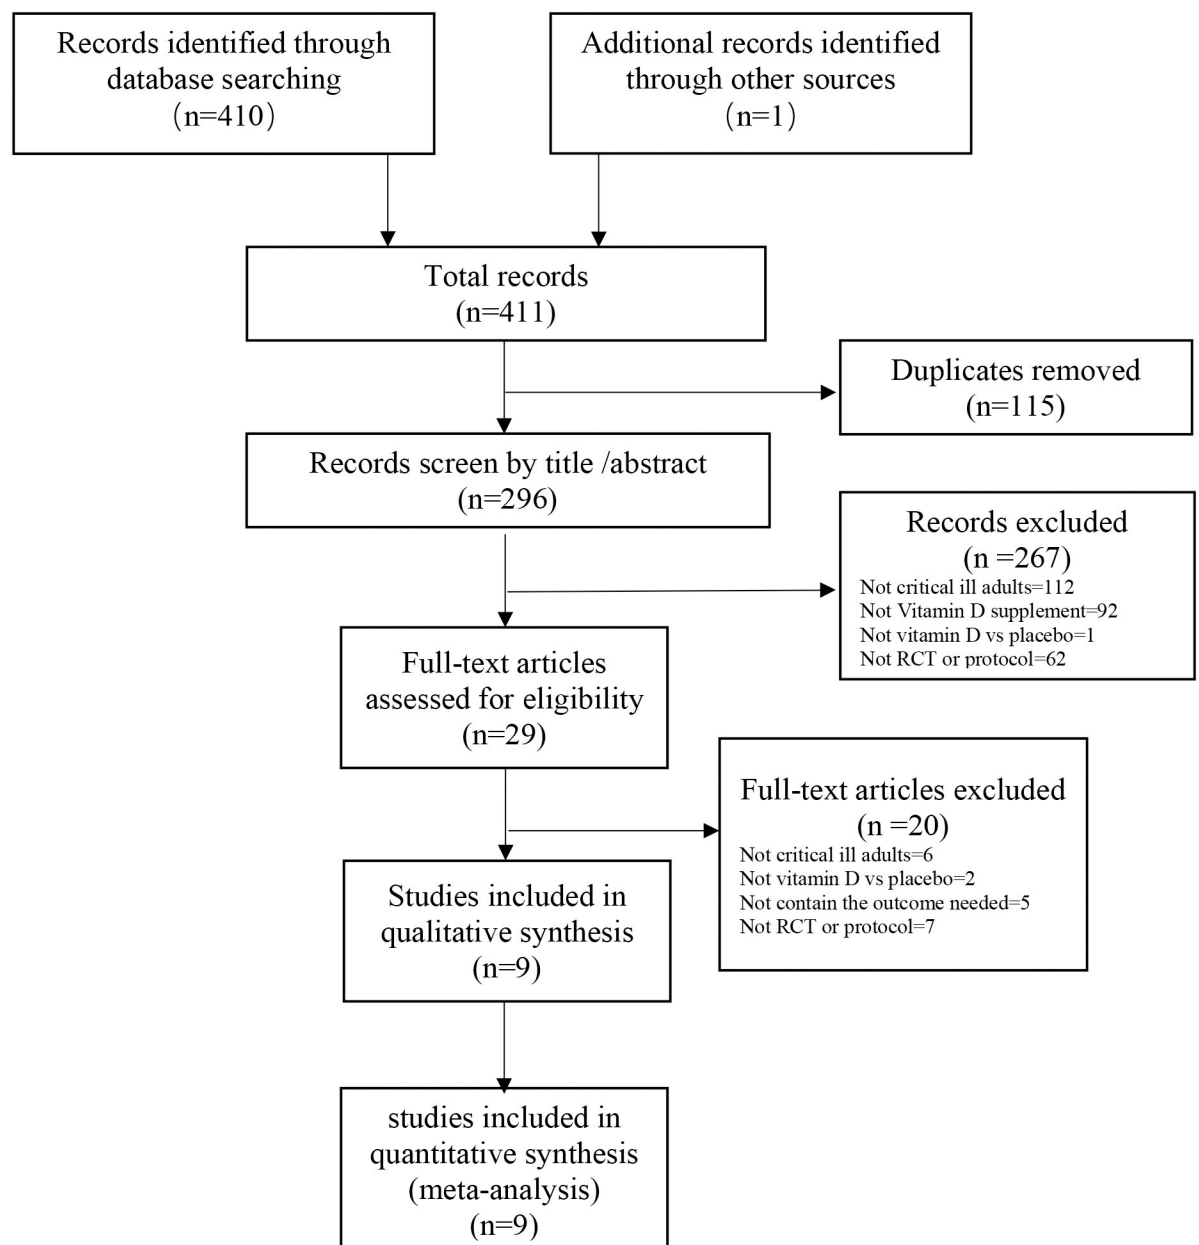 Records identified through
database searching
（n=410）
Additional records identified
through other sources
（n=1）
Total records
(n=411)
Duplicates removed
(n=115)
Records screen by title /abstract
(n=296)
Records excluded
(n =267)
Not critical ill adults=112
Not Vitamin D supplement=92
Not vitamin D vs placebo=1
Not RCT or protocol=62
Full-text articles
assessed for eligibility
(n=29)
Full-text articles excluded
(n =20)
Not critical ill adults=6
Not vitamin D vs placebo=2
Not contain the outcome needed=5
Not RCT or protocol=7
Studies included in
qualitative synthesis
(n=9)
studies included in
quantitative synthesis
(meta-analysis)
(n=9)